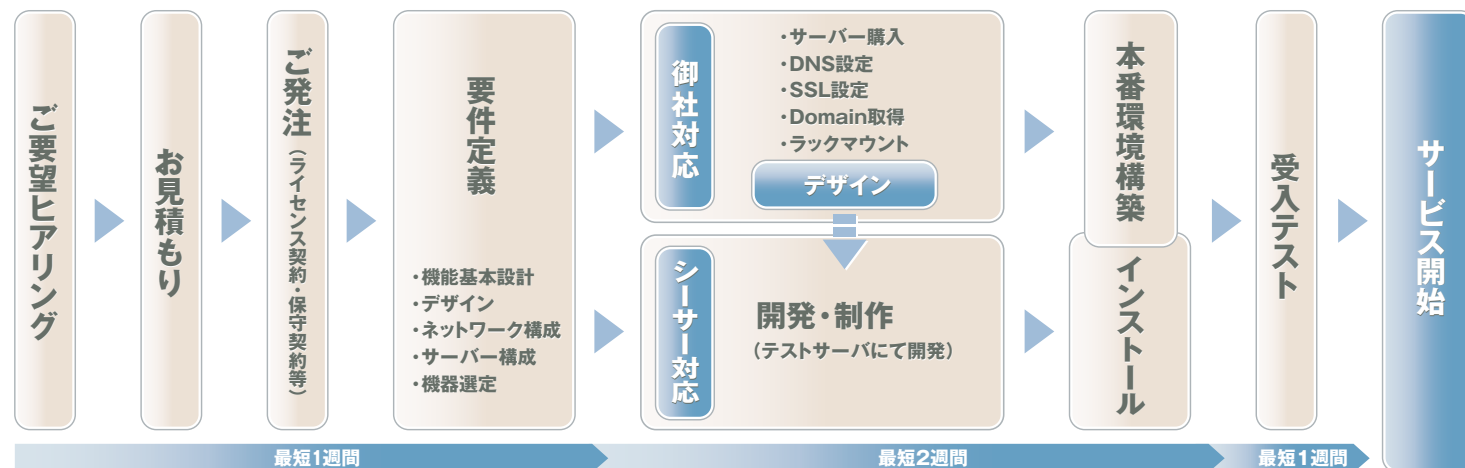 ご要望ヒアリング
お見積もり
ご発注
（ライセンス契約・保守契約等）
要件定義
・機能基本設計
・デザイン
・ネットワーク構成
・サーバー構成
・機器選定
御社対応
・サーバー購入
・DNS設定
・SSL設定
・Domain取得
・ラックマウント
デザイン
シーサー対応
開発・制作
（テストサーバにて開発）
本番環境構築
インストール
受入テスト
サービス開始
最短1週間
最短2週間
最短1週間